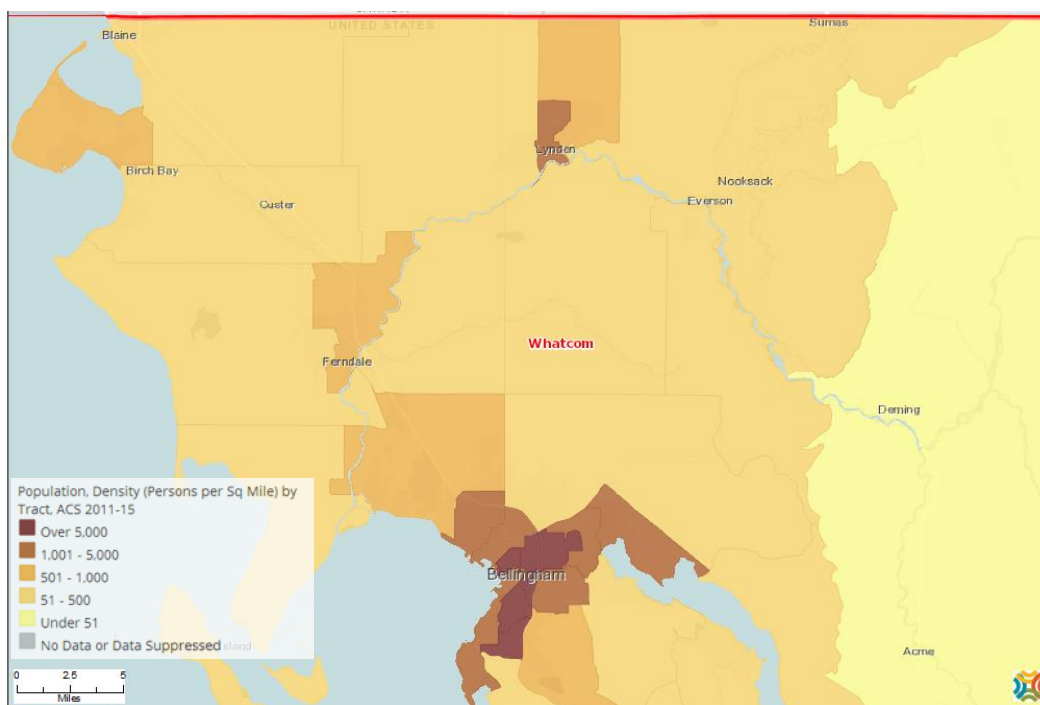 UNITED STATES
Sumas
Blaine
Lynden
Birch Bay
Nooksack
Everson
Custer
Whatcom
Ferndale
Deming
Population, Density (Persons per Sq Mile) by
Tract, ACS 2011-15
Over 5,000
1,001 - 5,000
501 - 1,000
51 - 500
Under 51
No Data or Data Suppressed
Bellingham
Acme
0 2.5 5
Miles